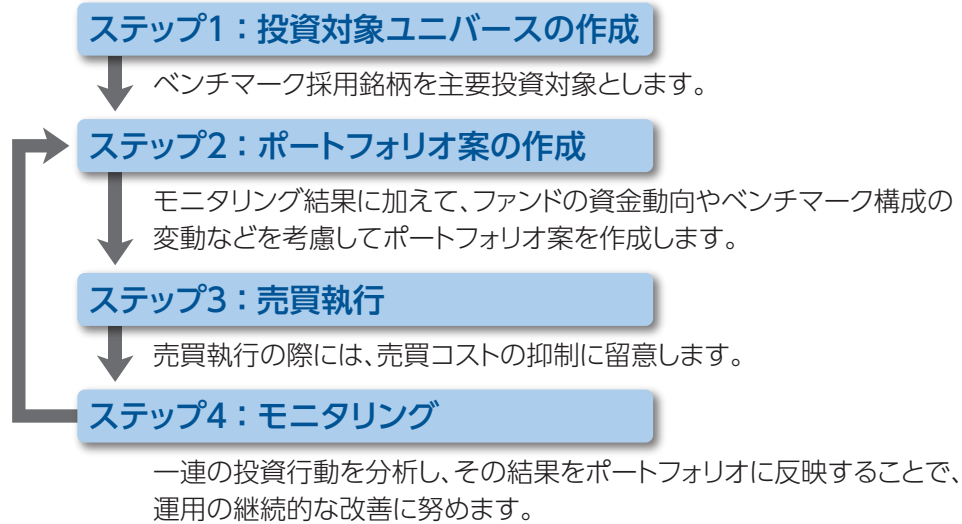 ステップ1：投資対象ユニバースの作成
ベンチマーク採用銘柄を主要投資対象とします。
ステップ2：ポートフォリオ案の作成
モニタリング結果に加えて、ファンドの資金動向やベンチマーク構成の
変動などを考慮してポートフォリオ案を作成します。
ステップ3：売買執行
売買執行の際には、売買コストの抑制に留意します。
ステップ4：モニタリング
一連の投資行動を分析し、その結果をポートフォリオに反映することで、
運用の継続的な改善に努めます。